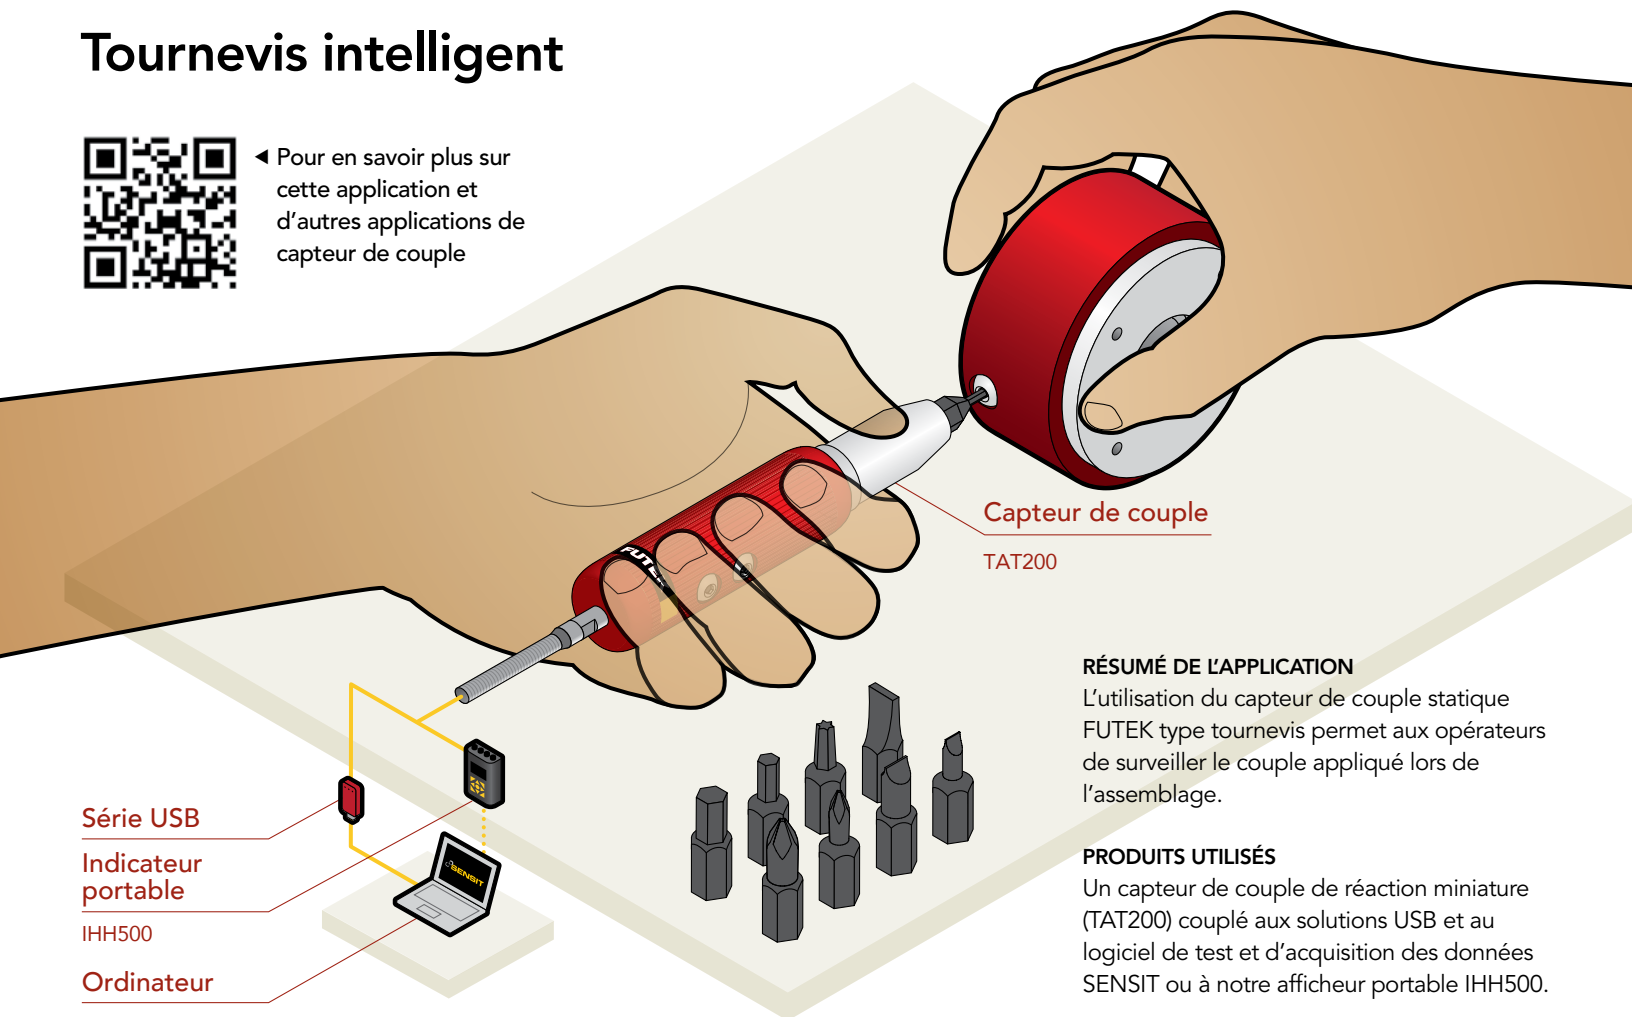 Tournevis intelligent
◀ Pour en savoir plus sur
cette application et
d'autres applications de
capteur de couple
FUTEK
Capteur de couple
TAT200
Série USB
Indicateur
portable
IHH500
Ordinateur
SENSIT
RÉSUMÉ DE L'APPLICATION
L'utilisation du capteur de couple statique
FUTEK type tournevis permet aux opérateurs
de surveiller le couple appliqué lors de
l'assemblage.
PRODUITS UTILISÉS
Un capteur de couple de réaction miniature
(TAT200) couplé aux solutions USB et au
logiciel de test et d'acquisition des données
SENSIT ou à notre afficheur portable IHH500.